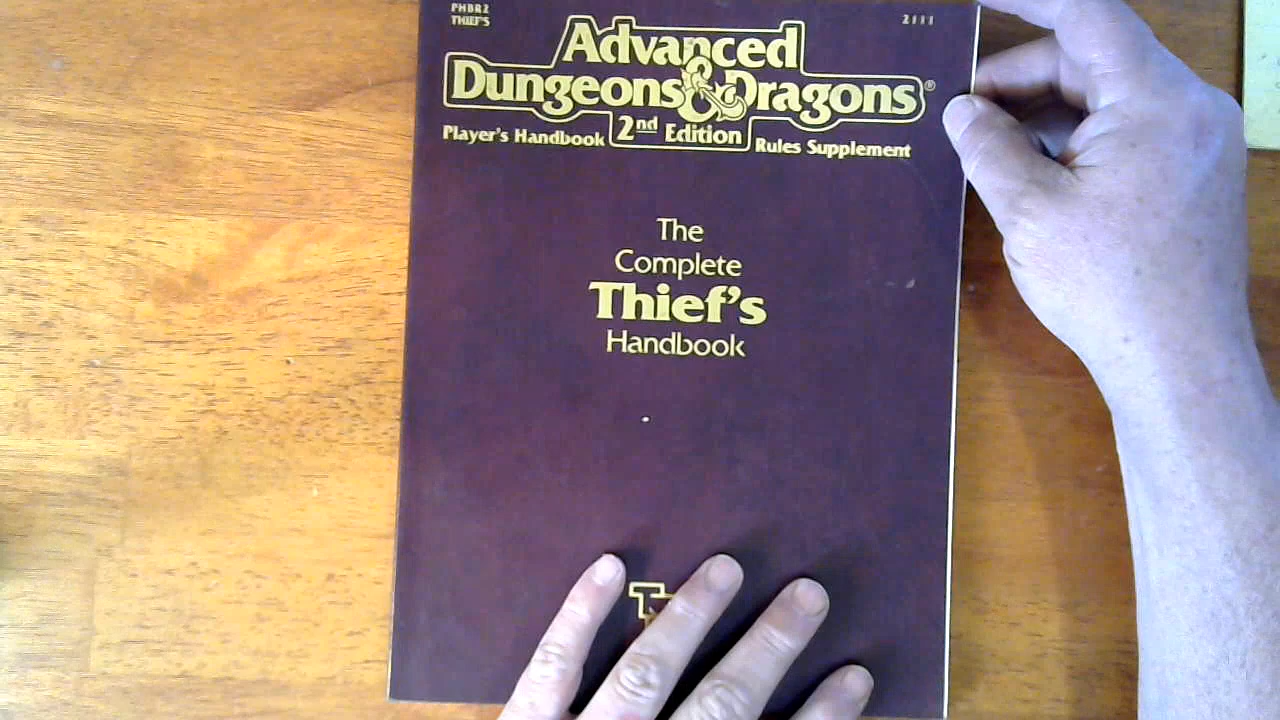 PHBR2
THIEF'S
2111
Advanced
Dungeons & Dragons®
2nd Edition
Player's Handbook
Rules Supplement
The
Complete
Thief's
Handbook